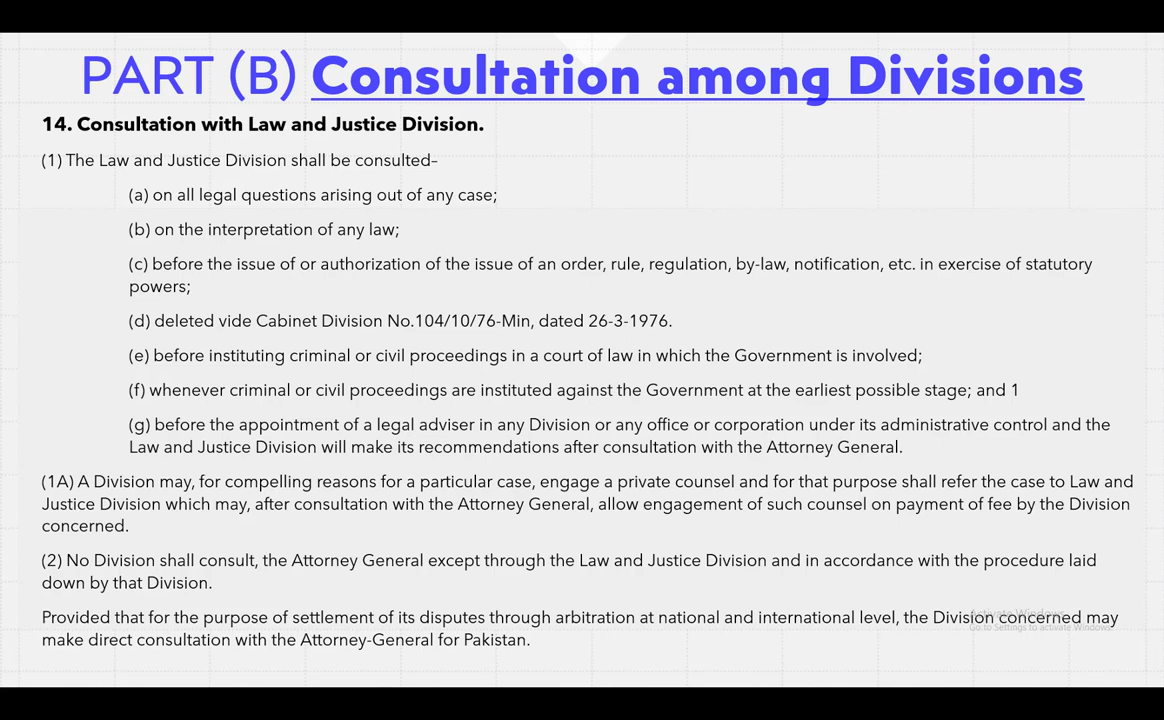 PART (B) Consultation among Divisions
14. Consultation with Law and Justice Division.
(1) The Law and Justice Division shall be consulted–
(a) on all legal questions arising out of any case;
(b) on the interpretation of any law;
(c) before the issue of or authorization of the issue of an order, rule, regulation, by-law, notification, etc. in exercise of statutory
powers;
(d) deleted vide Cabinet Division No.104/10/76-Min, dated 26-3-1976.
(e) before instituting criminal or civil proceedings in a court of law in which the Government is involved;
(f) whenever criminal or civil proceedings are instituted against the Government at the earliest possible stage; and 1
(g) before the appointment of a legal adviser in any Division or any office or corporation under its administrative control and the
Law and Justice Division will make its recommendations after consultation with the Attorney General.
(1A) A Division may, for compelling reasons for a particular case, engage a private counsel and for that purpose shall refer the case to Law and
Justice Division which may, after consultation with the Attorney General, allow engagement of such counsel on payment of fee by the Division
concerned.
(2) No Division shall consult, the Attorney General except through the Law and Justice Division and in accordance with the procedure laid
down by that Division.
Provided that for the purpose of settlement of its disputes through arbitration at national and international level, the Division concerned may
make direct consultation with the Attorney-General for Pakistan.
Activate Windows
Go to Settings to activate Windows.